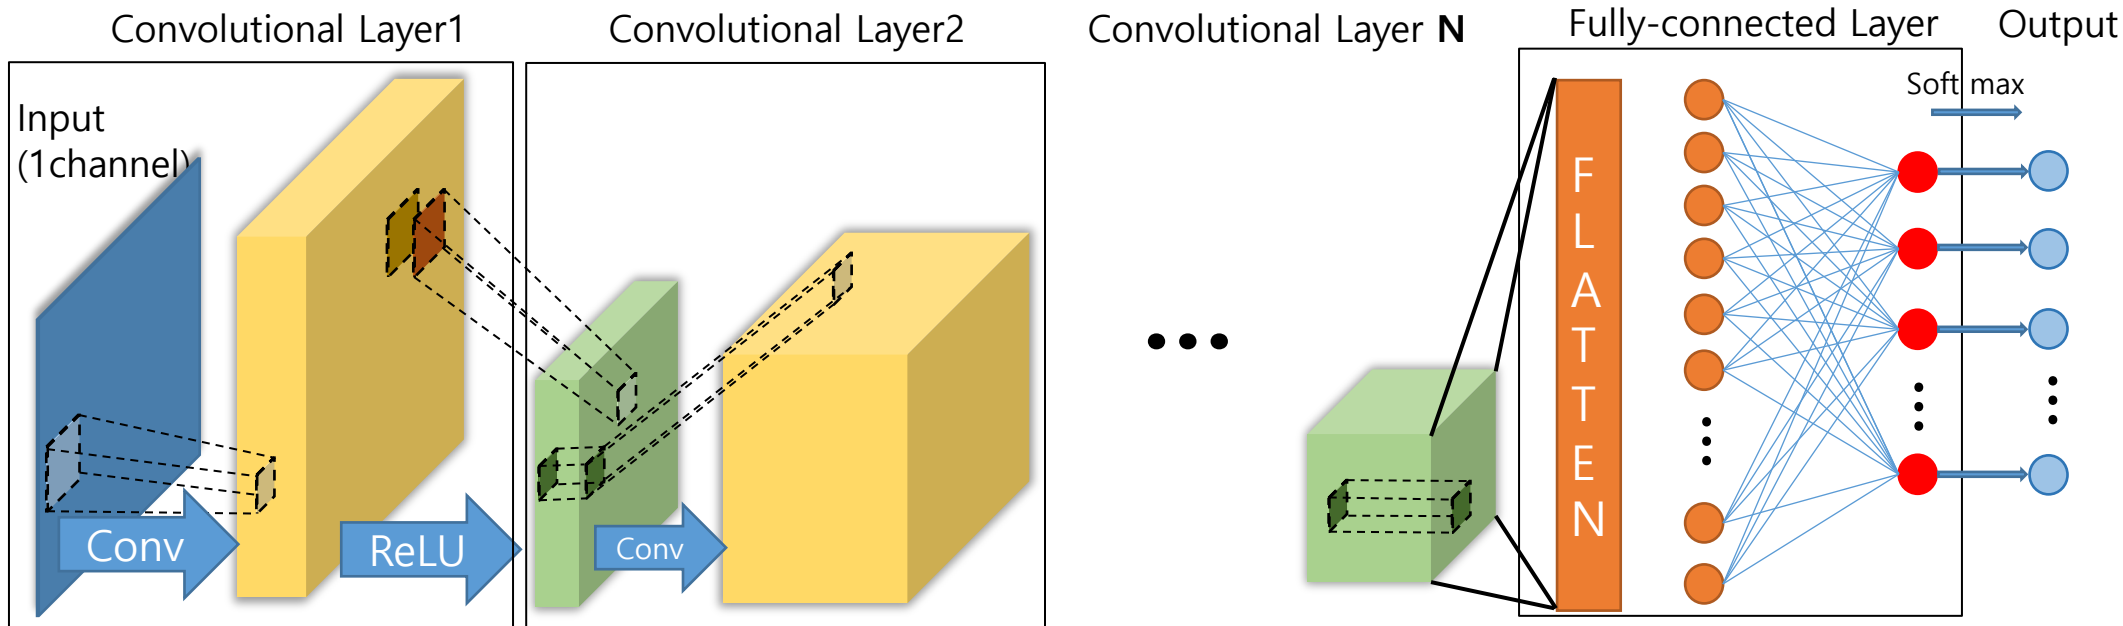 Convolutional Layer1
Convolutional Layer2
Convolutional Layer N
Fully-connected Layer
Output
Input
(1channel)
Conv
ReLU
Conv
FLATTEN
Soft max